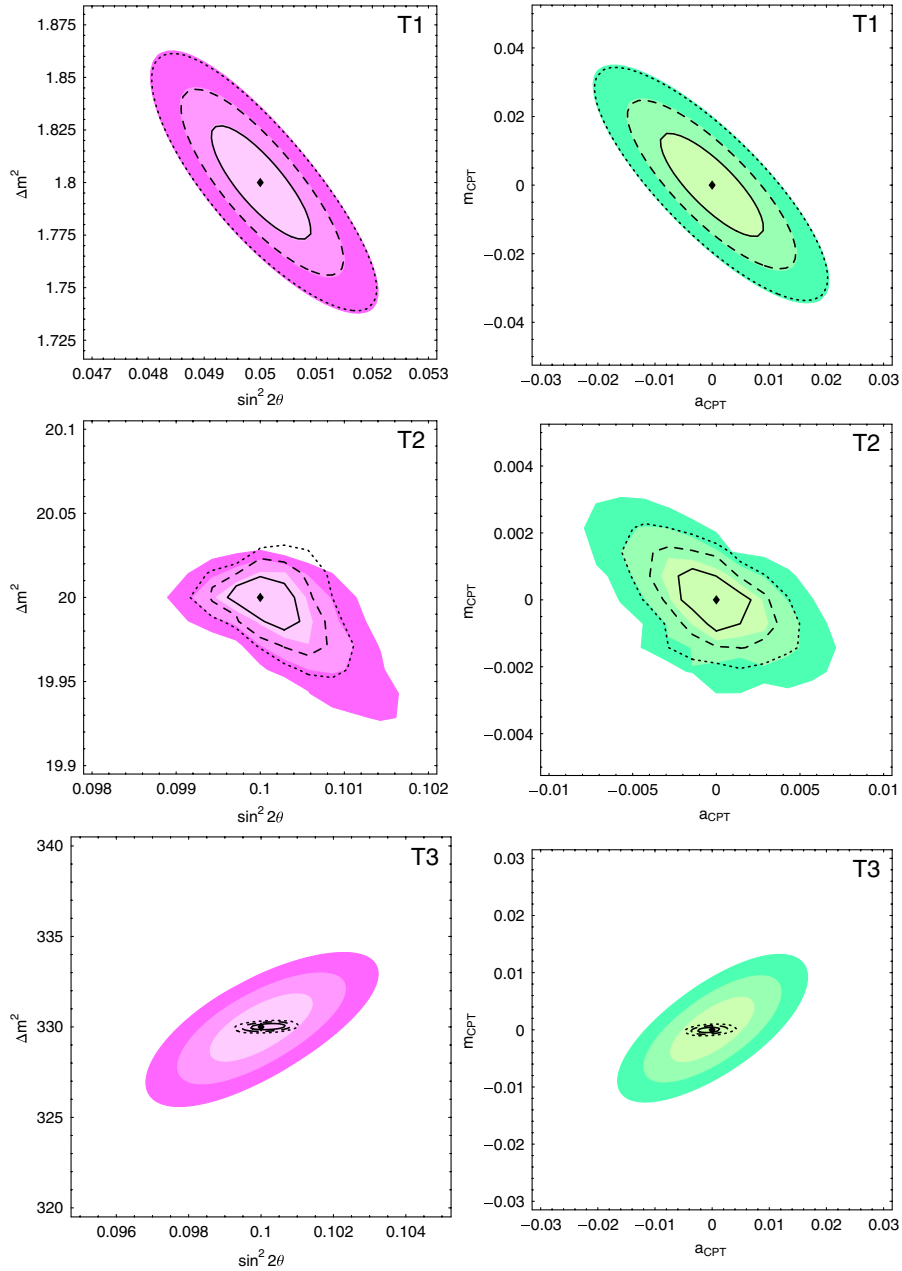 T1
1.875
1.85
1.825
1.8
1.775
1.75
1.725
Δm²
0.047 0.048 0.049 0.05 0.051 0.052 0.053
sin² 2θ
T1
0.04
0.02
0
−0.02
−0.04
m_CPT
−0.03 −0.02 −0.01 0 0.01 0.02 0.03
a_CPT
T2
20.1
20.05
20
19.95
19.9
Δm²
0.098 0.099 0.1 0.101 0.102
sin² 2θ
T2
0.004
0.002
0
−0.002
−0.004
m_CPT
−0.01 −0.005 0 0.005 0.01
a_CPT
T3
340
335
330
325
320
Δm²
0.096 0.098 0.1 0.102 0.104
sin² 2θ
T3
0.03
0.02
0.01
0
−0.01
−0.02
−0.03
m_CPT
−0.03 −0.02 −0.01 0 0.01 0.02 0.03
a_CPT